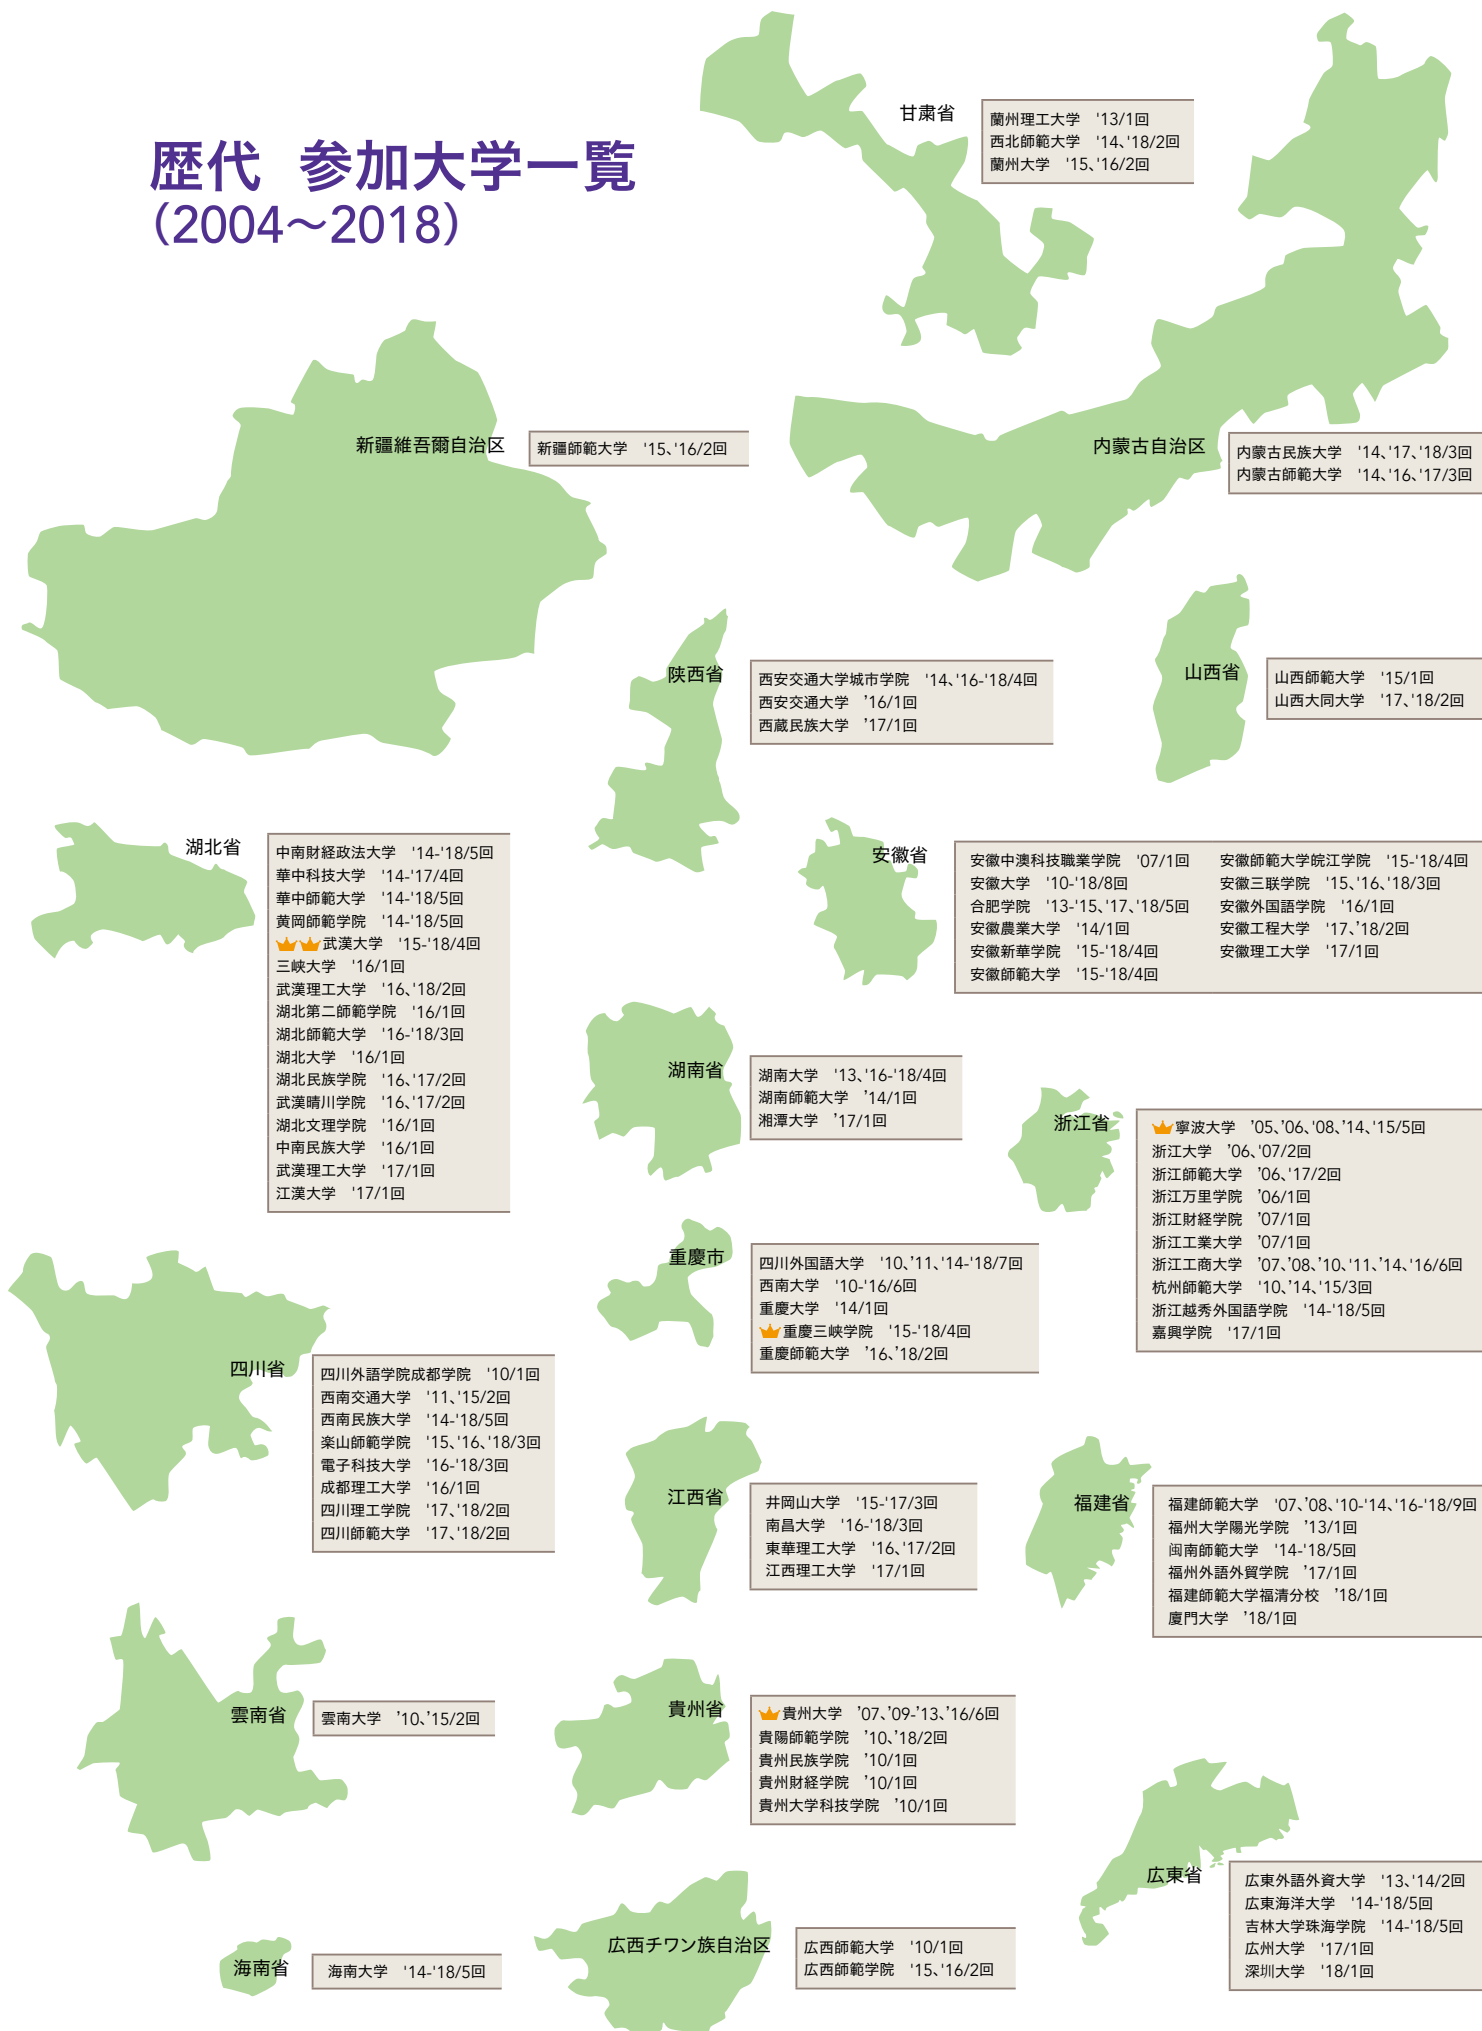 歴代 参加大学一覧
（2004～2018）
甘粛省
蘭州理工大学 '13/1回
西北師範大学 '14、'18/2回
蘭州大学 '15、'16/2回
新疆維吾爾自治区
新疆師範大学 '15、'16/2回
内蒙古自治区
内蒙古民族大学 '14、'17、'18/3回
内蒙古師範大学 '14、'16、'17/3回
陝西省
西安交通大学城市学院 '14、'16-'18/4回
西安交通大学 ’16/1回
西蔵民族大学 ’17/1回
山西省
山西師範大学 '15/1回
山西大同大学 '17、'18/2回
湖北省
中南財経政法大学 '14-'18/5回
華中科技大学 '14-'17/4回
華中師範大学 '14-'18/5回
黄岡師範学院 '14-'18/5回
武漢大学 '15-'18/4回
三峡大学 '16/1回
武漢理工大学 '16、'18/2回
湖北第二師範学院 '16/1回
湖北師範大学 '16-'18/3回
湖北大学 '16/1回
湖北民族学院 '16、'17/2回
武漢晴川学院 '16、'17/2回
湖北文理学院 '16/1回
中南民族大学 '16/1回
武漢理工大学 '17/1回
江漢大学 '17/1回
安徽省
安徽中澳科技職業学院 '07/1回
安徽大学 '10-'18/8回
合肥学院 '13-'15、'17、'18/5回
安徽農業大学 '14/1回
安徽新華学院 '15-'18/4回
安徽師範大学 '15-'18/4回
安徽師範大学皖江学院 '15-'18/4回
安徽三联学院 '15、'16、'18/3回
安徽外国語学院 '16/1回
安徽工程大学 '17、’18/2回
安徽理工大学 '17/1回
湖南省
湖南大学 '13、'16-'18/4回
湖南師範大学 ’14/1回
湘潭大学 ’17/1回
浙江省
寧波大学 ’05、’06、'08、’14、'15/5回
浙江大学 ’06、'07/2回
浙江師範大学 ’06、'17/2回
浙江万里学院 ’06/1回
浙江財経学院 ’07/1回
浙江工業大学 ’07/1回
浙江工商大学 ’07、’08、’10、'11、’14、'16/6回
杭州師範大学 ’10、’14、'15/3回
浙江越秀外国語学院 '14-'18/5回
嘉興学院 '17/1回
重慶市
四川外国語大学 '10、’11、'14-'18/7回
西南大学 '10-'16/6回
重慶大学 '14/1回
重慶三峡学院 '15-'18/4回
重慶師範大学 ’16、’18/2回
四川省
四川外語学院成都学院 '10/1回
西南交通大学 '11、'15/2回
西南民族大学 '14-'18/5回
楽山師範学院 '15、'16、'18/3回
電子科技大学 '16-'18/3回
成都理工大学 '16/1回
四川理工学院 '17、'18/2回
四川師範大学 '17、'18/2回
江西省
井岡山大学 '15-'17/3回
南昌大学 '16-'18/3回
東華理工大学 '16、'17/2回
江西理工大学 '17/1回
福建省
福建師範大学 '07、’08、'10-'14、'16-'18/9回
福州大学陽光学院 ’13/1回
闽南師範大学 '14-'18/5回
福州外語外貿学院 ’17/1回
福建師範大学福清分校 ’18/1回
廈門大学 ’18/1回
雲南省
雲南大学 ’10、’15/2回
貴州省
貴州大学 ’07、’09-’13、’16/6回
貴陽師範学院 ’10、’18/2回
貴州民族学院 ’10/1回
貴州財経学院 ’10/1回
貴州大学科技学院 ’10/1回
広東省
広東外語外資大学 '13、'14/2回
広東海洋大学 '14-'18/5回
吉林大学珠海学院 '14-'18/5回
広州大学 '17/1回
深圳大学 '18/1回
海南省
海南大学 '14-'18/5回
広西チワン族自治区
広西師範大学 '10/1回
広西師範学院 '15、'16/2回